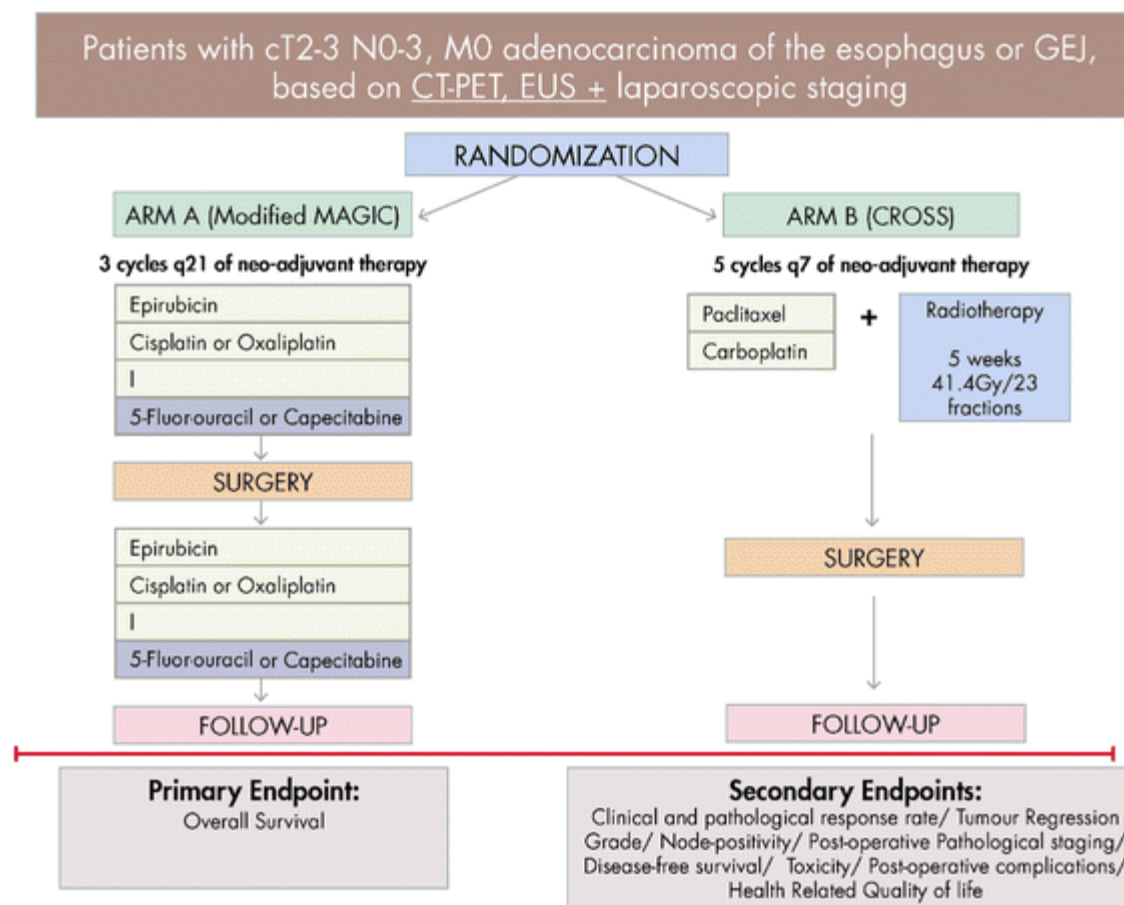 Patients with cT2-3 N0-3, M0 adenocarcinoma of the esophagus or GEJ,
based on CT-PET, EUS + laparoscopic staging
RANDOMIZATION
ARM A (Modified MAGIC)
3 cycles q21 of neo-adjuvant therapy
Epirubicin
Cisplatin or Oxaliplatin
I
5-Fluor-ouracil or Capecitabine
SURGERY
Epirubicin
Cisplatin or Oxaliplatin
I
5-Fluor-ouracil or Capecitabine
FOLLOW-UP
ARM B (CROSS)
5 cycles q7 of neo-adjuvant therapy
Paclitaxel
Carboplatin
+
Radiotherapy
5 weeks
41.4Gy/23
fractions
SURGERY
FOLLOW-UP
Primary Endpoint:
Overall Survival
Secondary Endpoints:
Clinical and pathological response rate/ Tumour Regression
Grade/ Node-positivity/ Post-operative Pathological staging/
Disease-free survival/ Toxicity/ Post-operative complications/
Health Related Quality of life